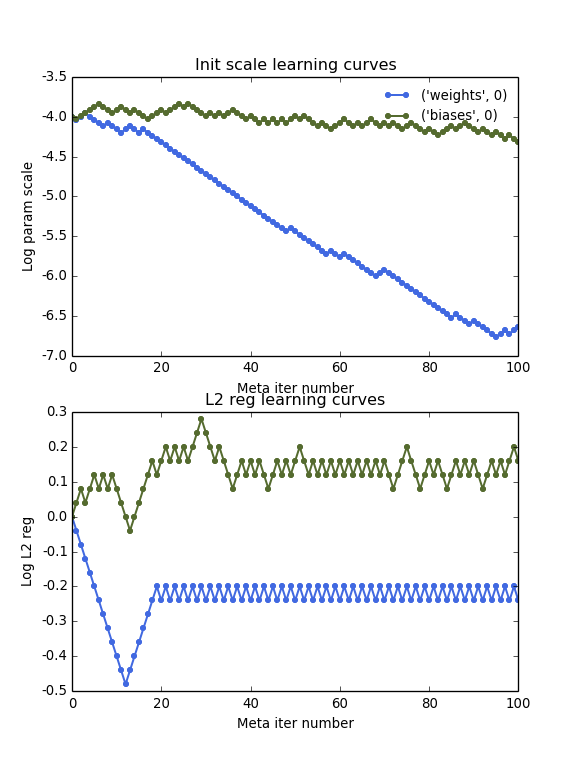 Init scale learning curves
-3.5
-4.0
-4.5
-5.0
-5.5
-6.0
-6.5
-7.0
Log param scale
('weights', 0)
('biases', 0)
0 20 40 60 80 100
Meta iter number
L2 reg learning curves
0.3
0.2
0.1
0.0
-0.1
-0.2
-0.3
-0.4
-0.5
Log L2 reg
0 20 40 60 80 100
Meta iter number